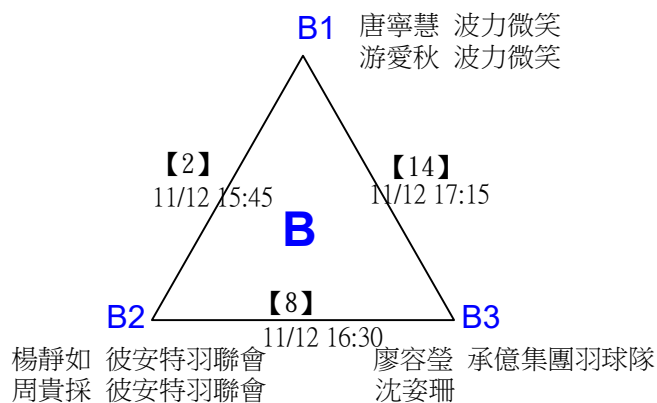 B1
唐寧慧 波力微笑
游愛秋 波力微笑
【2】
11/12 15:45
【14】
11/12 17:15
B
【8】
11/12 16:30
B2
楊靜如 彼安特羽聯會
周貴採 彼安特羽聯會
B3
廖容瑩 承億集團羽球隊
沈姿珊